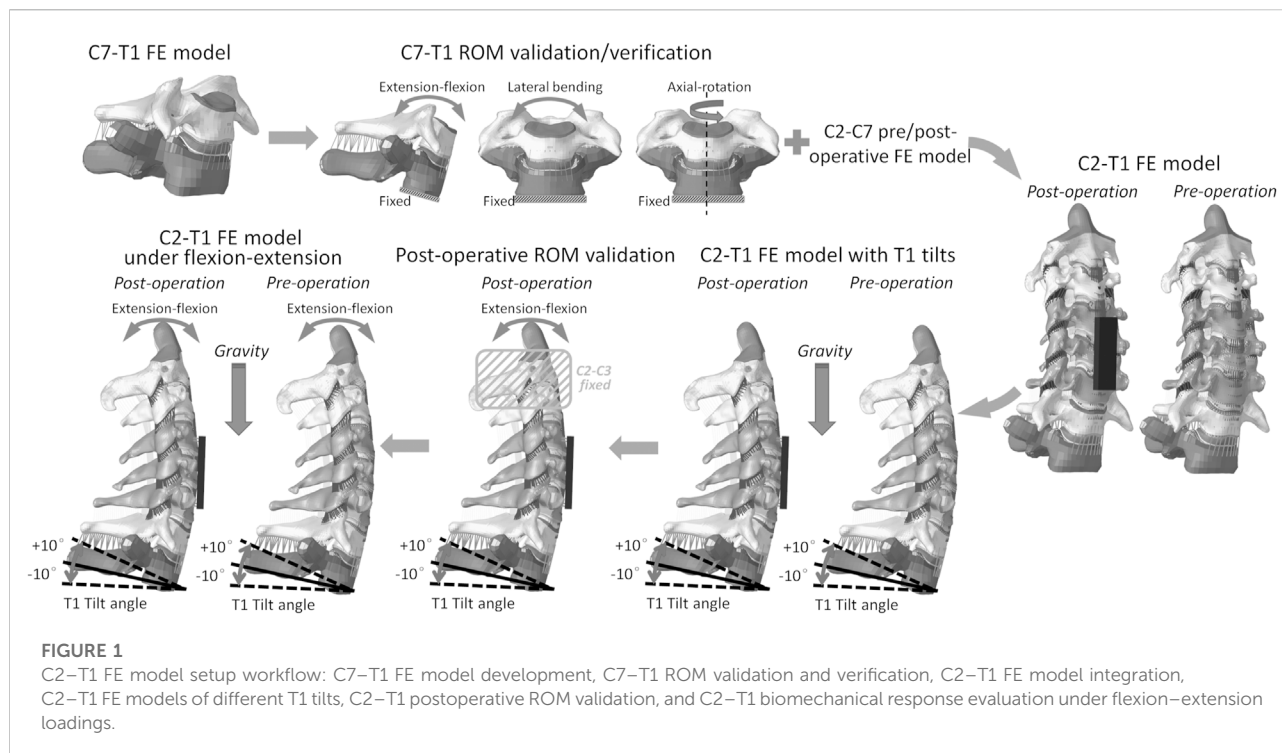 C7-T1 FE model
C7-T1 ROM validation/verification
Extension-flexion
Lateral bending
Axial-rotation
Fixed
Fixed
Fixed
C2-C7 pre/post-
operative FE model
C2-T1 FE model
Post-operation
Pre-operation
C2-T1 FE model
under flexion-extension
Post-operation
Pre-operation
Extension-flexion
Extension-flexion
Gravity
+10°
-10°
T1 Tilt angle
+10°
-10°
T1 Tilt angle
Post-operative ROM validation
Post-operation
Extension-flexion
C2-C3
fixed
+10°
-10°
T1 Tilt angle
C2-T1 FE model with T1 tilts
Post-operation
Pre-operation
Gravity
+10°
-10°
T1 Tilt angle
+10°
-10°
T1 Tilt angle
FIGURE 1
C2–T1 FE model setup workflow: C7–T1 FE model development, C7–T1 ROM validation and verification, C2–T1 FE model integration,
C2–T1 FE models of different T1 tilts, C2–T1 postoperative ROM validation, and C2–T1 biomechanical response evaluation under flexion–extension
loadings.